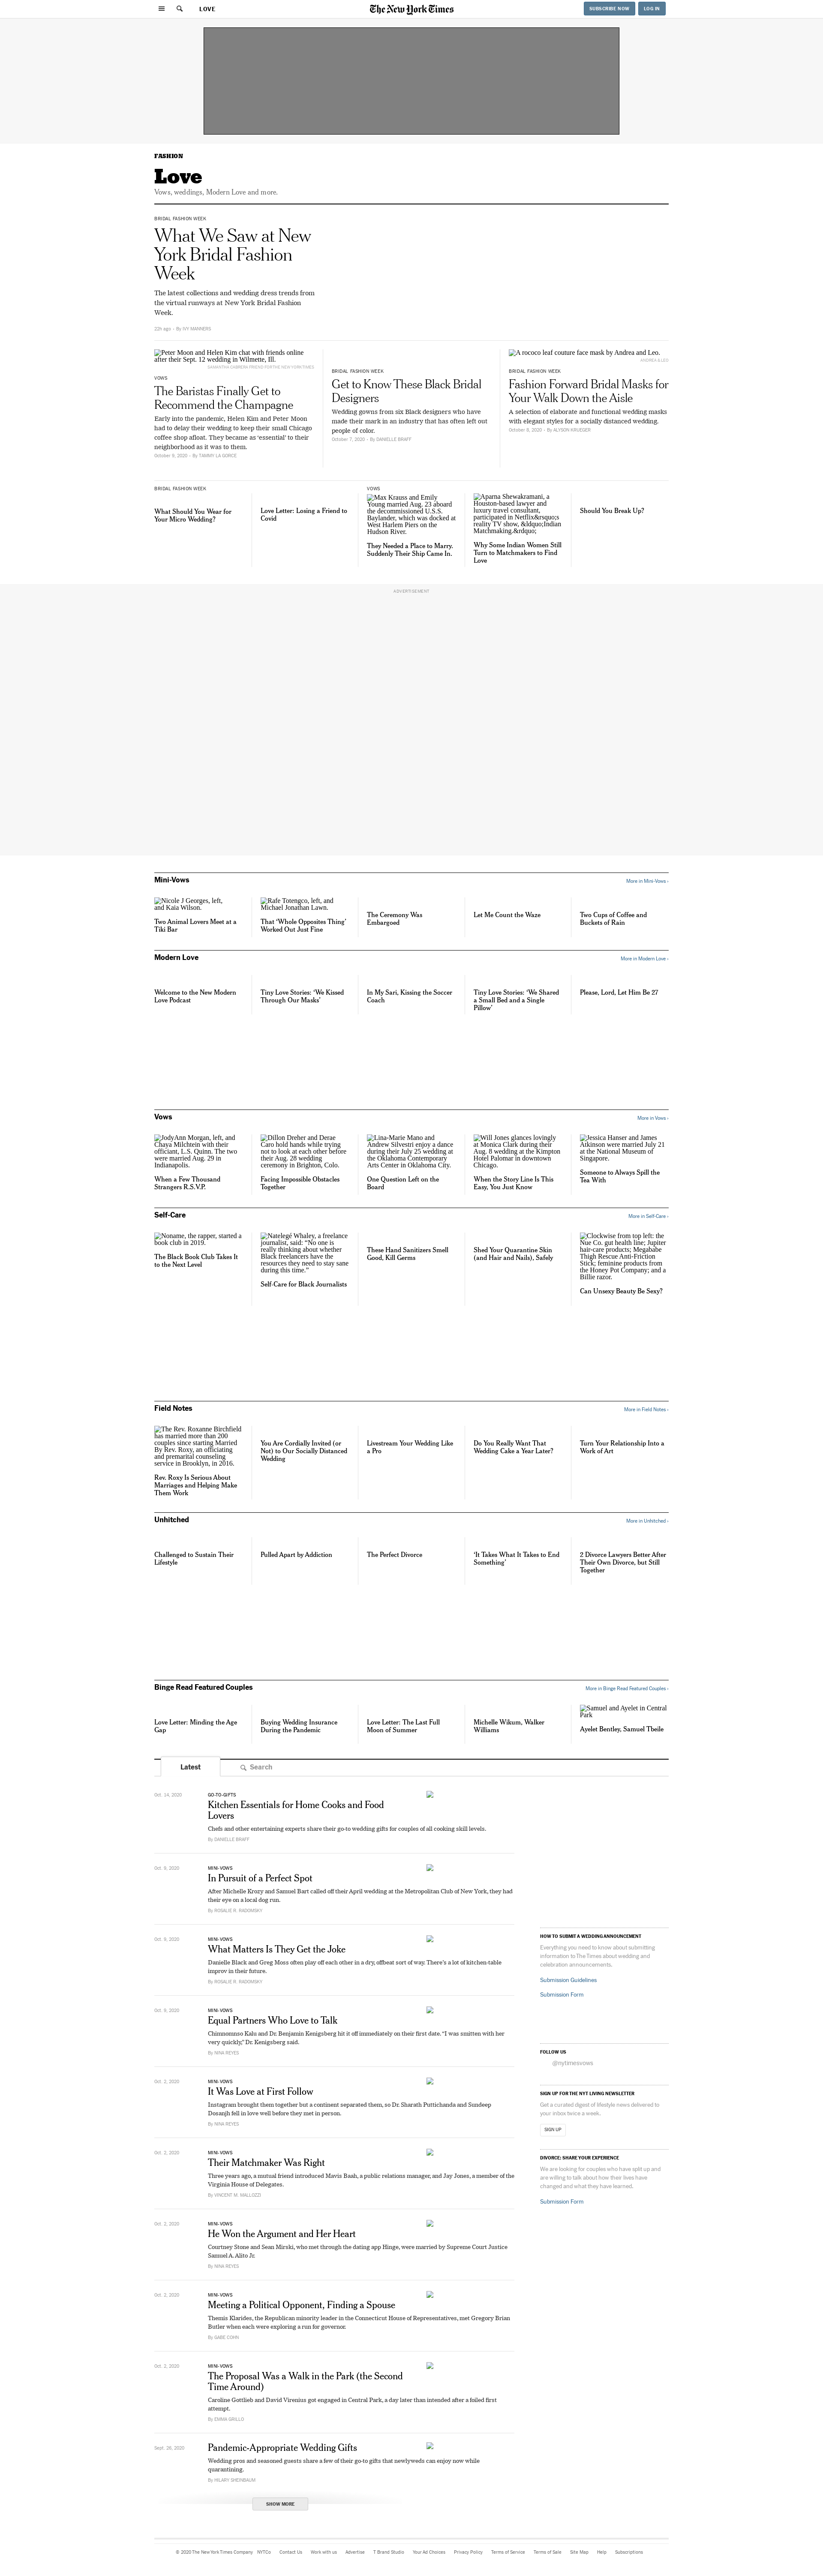 LOVE
The New York Times
SUBSCRIBE NOW
LOG IN
FASHION
Love
Vows, weddings, Modern Love and more.
BRIDAL FASHION WEEK
What We Saw at New
York Bridal Fashion
Week
The latest collections and wedding dress trends from
the virtual runways at New York Bridal Fashion
Week.
22h ago - By IVY MANNERS
Peter Moon and Helen Kim chat with friends online
after their Sept. 12 wedding in Wilmette, Ill.
SAMANTHA CABRERA FRIEND FOR THE NEW YORK TIMES
VOWS
The Baristas Finally Get to
Recommend the Champagne
Early into the pandemic, Helen Kim and Peter Moon
had to delay their wedding to keep their small Chicago
coffee shop afloat. They became as ‘essential’ to their
neighborhood as it was to them.
October 9, 2020 - By TAMMY LA GORCE
BRIDAL FASHION WEEK
Get to Know These Black Bridal
Designers
Wedding gowns from six Black designers who have
made their mark in an industry that has often left out
people of color.
October 7, 2020 - By DANIELLE BRAFF
A rococo leaf couture face mask by Andrea and Leo.
BRIDAL FASHION WEEK
Fashion Forward Bridal Masks for
Your Walk Down the Aisle
A selection of elaborate and functional wedding masks
with elegant styles for a socially distanced wedding.
October 6, 2020 - By ALYSON KRUEGER
BRIDAL FASHION WEEK
What Should You Wear for
Your Micro Wedding?
Love Letter: Losing a Friend to
Covid
VOWS
Max Krauss and Emily
Young married Aug. 23 aboard
the decommissioned U.S.S.
Baylander, which was docked at
West Harlem Piers on the
Hudson River.
They Needed a Place to Marry.
Suddenly Their Ship Came In.
Aparna Shewakramani, a
Houston-based lawyer and
luxury travel consultant,
participated in Netflix&rsquo;s
reality TV show, &ldquo;Indian
Matchmaking.&rdquo;
Why Some Indian Women Still
Turn to Matchmakers to Find
Love
Should You Break Up?
ADVERTISEMENT
Mini-Vows
More in Mini-Vows ›
Nicole J Georges, left,
and Kaia Wilson.
Two Animal Lovers Meet at a
Tiki Bar
Rafe Totengco, left, and
Michael Jonathan Lawn.
That ‘Whole Opposites Thing’
Worked Out Just Fine
The Ceremony Was
Embargoed
Let Me Count the Waze
Two Cups of Coffee and
Buckets of Rain
Modern Love
More in Modern Love ›
Welcome to the New Modern
Love Podcast
Tiny Love Stories: ‘We Kissed
Through Our Masks’
In My Sari, Kissing the Soccer
Coach
Tiny Love Stories: ‘We Shared
a Small Bed and a Single
Pillow’
Please, Lord, Let Him Be 27
Vows
More in Vows ›
JodyAnn Morgan, left, and
Chaya Milchtein with their
officiant, L.S. Quinn. The two
were married Aug. 29 in
Indianapolis.
When a Few Thousand
Strangers R.S.V.P.
Dillon Dreher and Derae
Caro hold hands while trying
not to look at each other before
their Aug. 28 wedding
ceremony in Brighton, Colo.
Facing Impossible Obstacles
Together
Lina-Marie Mano and
Andrew Silvestri enjoy a dance
during their July 25 wedding at
the Oklahoma Contemporary
Arts Center in Oklahoma City.
One Question Left on the
Board
Will Jones glances lovingly
at Monica Clark during their
Aug. 8 wedding at the Kimpton
Hotel Palomar in downtown
Chicago.
When the Story Line Is This
Easy, You Just Know
Jessica Hanser and James
Atkinson were married July 21
at the National Museum of
Singapore.
Someone to Always Spill the
Tea With
Self-Care
More in Self-Care ›
Noname, the rapper, started a
book club in 2019.
The Black Book Club Takes It
to the Next Level
Natelegé Whaley, a freelance
journalist, said: “No one is
really thinking about whether
Black freelancers have the
resources they need to stay sane
during this time.”
Self-Care for Black Journalists
These Hand Sanitizers Smell
Good, Kill Germs
Shed Your Quarantine Skin
(and Hair and Nails), Safely
Clockwise from top left: the
Nue Co. gut health line; Jupiter
hair-care products; Megababe
Thigh Rescue Anti-Friction
Stick; feminine products from
the Honey Pot Company; and a
Billie razor.
Can Unsexy Beauty Be Sexy?
Field Notes
More in Field Notes ›
The Rev. Roxanne Birchfield
has married more than 200
couples since starting Married
By Rev. Roxy, an officiating
and premarital counseling
service in Brooklyn, in 2016.
Rev. Roxy Is Serious About
Marriages and Helping Make
Them Work
You Are Cordially Invited (or
Not) to Our Socially Distanced
Wedding
Livestream Your Wedding Like
a Pro
Do You Really Want That
Wedding Cake a Year Later?
Turn Your Relationship Into a
Work of Art
Unhitched
More in Unhitched ›
Challenged to Sustain Their
Lifestyle
Pulled Apart by Addiction
The Perfect Divorce
‘It Takes What It Takes to End
Something’
2 Divorce Lawyers Better After
Their Own Divorce, but Still
Together
Binge Read Featured Couples
More in Binge Read Featured Couples ›
Love Letter: Minding the Age
Gap
Buying Wedding Insurance
During the Pandemic
Love Letter: The Last Full
Moon of Summer
Michelle Wikum, Walker
Williams
Samuel and Ayelet in Central
Park
Ayelet Bentley, Samuel Theile
Latest
Search
Oct. 14, 2020
GO-TO-GIFTS
Kitchen Essentials for Home Cooks and Food
Lovers
Chefs and other entertaining experts share their go-to wedding gifts for couples of all cooking skill levels.
By DANIELLE BRAFF
Oct. 9, 2020
MINI-VOWS
In Pursuit of a Perfect Spot
After Michelle Krozy and Samuel Bart called off their April wedding at the Metropolitan Club of New York, they had
their eye on a local dog run.
By ROSALIE R. RADOMSKY
Oct. 9, 2020
MINI-VOWS
What Matters Is They Get the Joke
Danielle Black and Greg Moss often play off each other in a dry, offbeat sort of way. There’s a lot of kitchen-table
improv in their future.
By ROSALIE R. RADOMSKY
Oct. 9, 2020
MINI-VOWS
Equal Partners Who Love to Talk
Chimmomno Kalu and Dr. Benjamin Kenigsberg hit it off immediately on their first date. “I was smitten with her
very quickly,” Dr. Kenigsberg said.
By NINA REYES
Oct. 2, 2020
MINI-VOWS
It Was Love at First Follow
Instagram brought them together but a continent separated them, so Dr. Sharath Puttichanda and Sundeep
Dosanjh fell in love well before they met in person.
By NINA REYES
Oct. 2, 2020
MINI-VOWS
Their Matchmaker Was Right
Three years ago, a mutual friend introduced Mavis Baah, a public relations manager, and Jay Jones, a member of the
Virginia House of Delegates.
By VINCENT M. MALLOZZI
Oct. 2, 2020
MINI-VOWS
He Won the Argument and Her Heart
Courtney Stone and Sean Mirski, who met through the dating app Hinge, were married by Supreme Court Justice
Samuel A. Alito Jr.
By NINA REYES
Oct. 2, 2020
MINI-VOWS
Meeting a Political Opponent, Finding a Spouse
Themis Klarides, the Republican minority leader in the Connecticut House of Representatives, met Gregory Brian
Butler when each were exploring a run for governor.
By GABE COHN
Oct. 2, 2020
MINI-VOWS
The Proposal Was a Walk in the Park (the Second
Time Around)
Caroline Gottlieb and David Virenius got engaged in Central Park, a day later than intended after a foiled first
attempt.
By EMMA GRILLO
Sept. 26, 2020
Pandemic-Appropriate Wedding Gifts
Wedding pros and seasoned guests share a few of their go-to gifts that newlyweds can enjoy now while
quarantining.
By HILARY SHEINBAUM
SHOW MORE
HOW TO SUBMIT A WEDDING ANNOUNCEMENT
Everything you need to know about submitting
information to The Times about wedding and
celebration announcements.
Submission Guidelines
Submission Form
FOLLOW US
@nytimesvows
SIGN UP FOR THE NYT LIVING NEWSLETTER
Get a curated digest of lifestyle news delivered to
your inbox twice a week.
SIGN UP
DIVORCE: SHARE YOUR EXPERIENCE
We are looking for couples who have split up and
are willing to talk about how their lives have
changed and what they have learned.
Submission Form
© 2020 The New York Times Company NYTCo Contact Us Work with us Advertise T Brand Studio Your Ad Choices Privacy Policy Terms of Service Terms of Sale Site Map Help Subscriptions